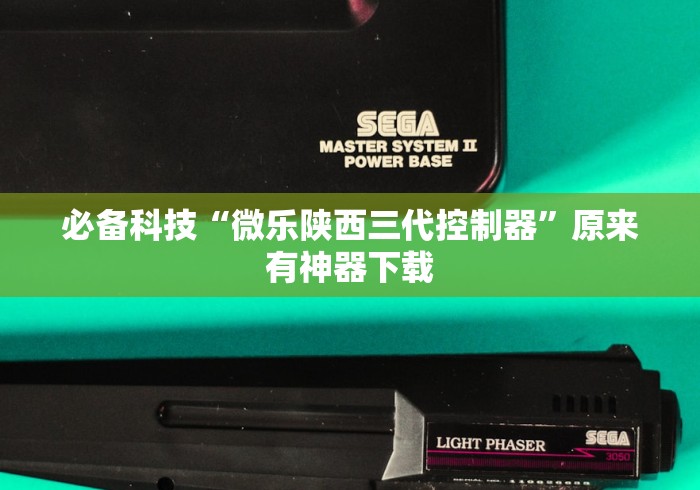 SEGA
MASTER SYSTEM II
POWER BASE
必备科技“微乐陕西三代控制器”原来
有神器下载
LIGHT PHASER
SEGA
3050